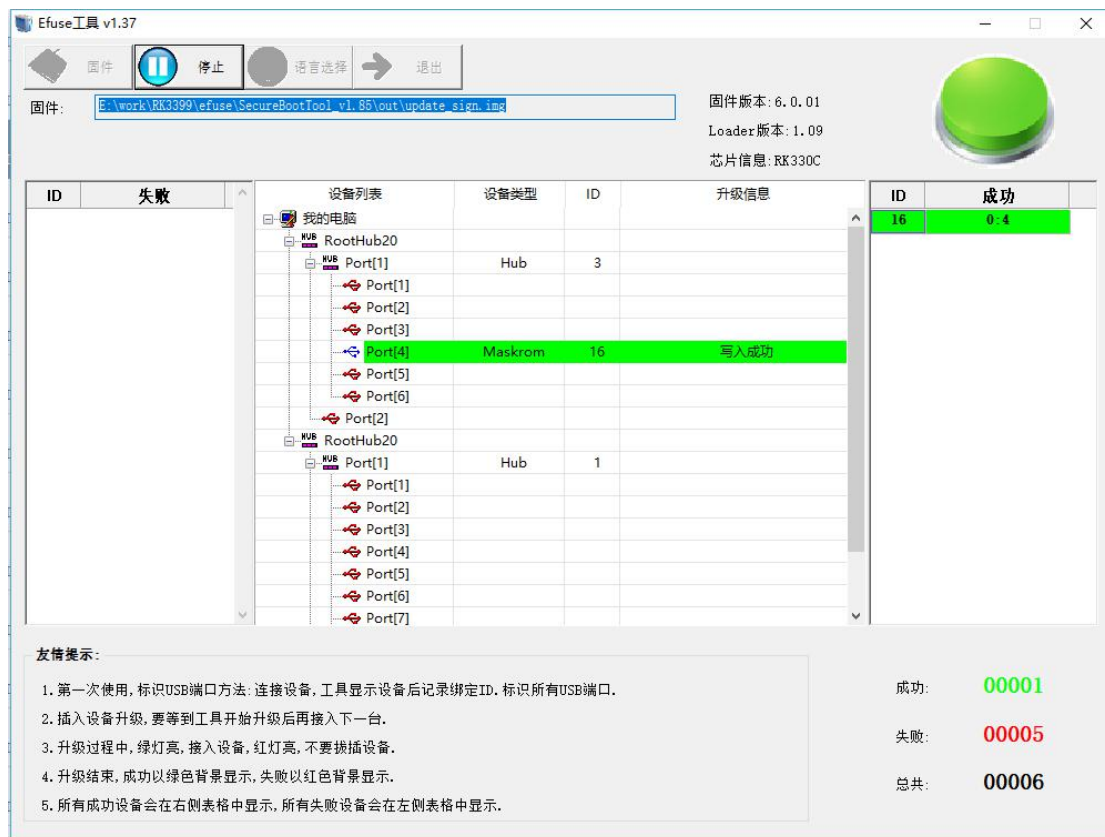 Efuse工具 v1.37
固件 停止 语言选择 退出
固件: E:\work\RK3399\efuse\SecureBootTool_v1.85\out\update_sign.img
固件版本:6.0.01
Loader版本:1.09
芯片信息:RK330C
ID 失败
设备列表 设备类型 ID 升级信息
ID 成功
我的电脑
16 0:4
HUB RootHub20
HUB Port[1] Hub 3
Port[1]
Port[2]
Port[3]
Port[4] Maskrom 16 写入成功
Port[5]
Port[6]
Port[2]
HUB RootHub20
HUB Port[1] Hub 1
Port[1]
Port[2]
Port[3]
Port[4]
Port[5]
Port[6]
Port[7]
友情提示:
1.第一次使用,标识USB端口方法:连接设备,工具显示设备后记录绑定ID.标识所有USB端口.
2.插入设备升级,要等到工具开始升级后再接入下一台.
3.升级过程中,绿灯亮,接入设备,红灯亮,不要拔插设备.
4.升级结束,成功以绿色背景显示,失败以红色背景显示.
5.所有成功设备会在右侧表格中显示,所有失败设备会在左侧表格中显示.
成功: 00001
失败: 00005
总共: 00006